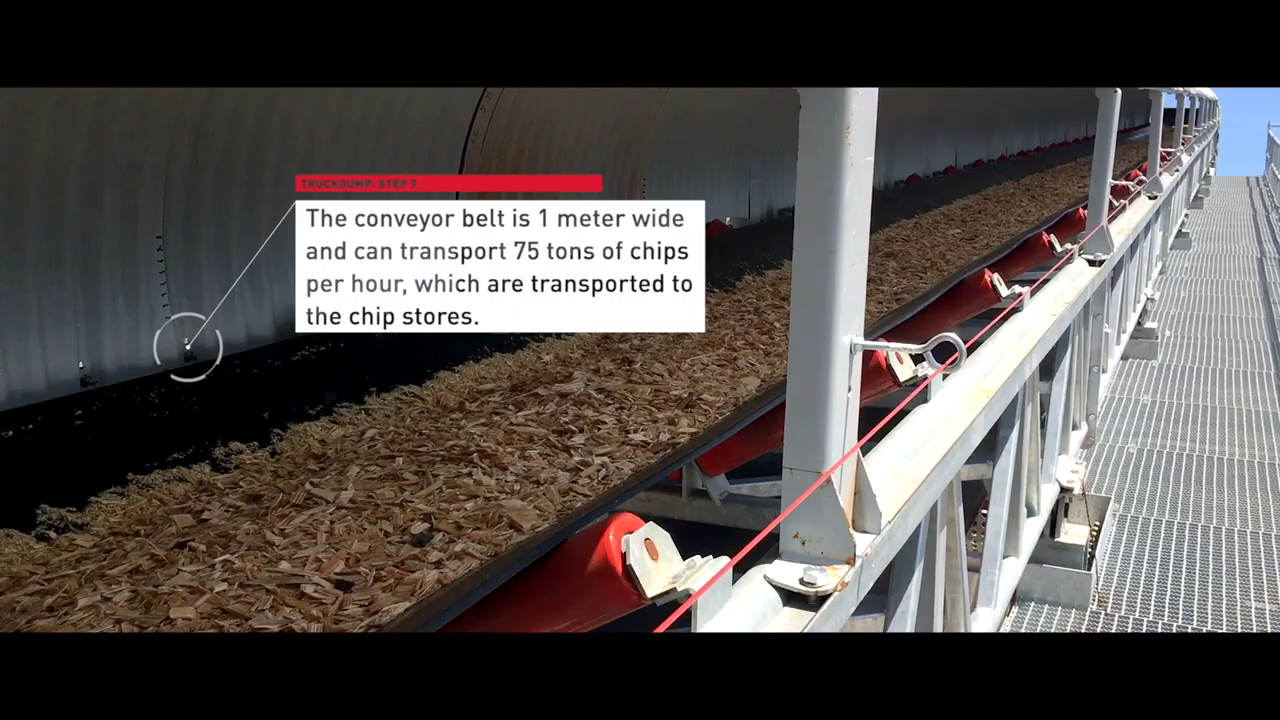 TRUCKDUMP: STEP 7
The conveyor belt is 1 meter wide
and can transport 75 tons of chips
per hour, which are transported to
the chip stores.